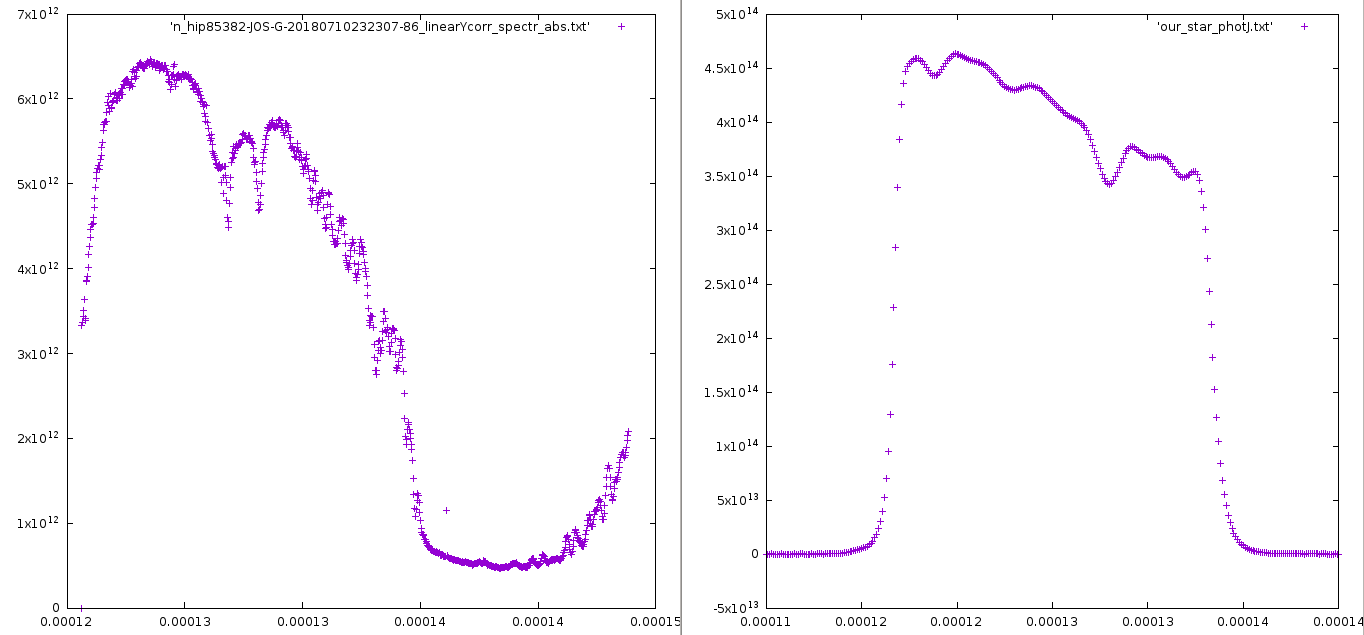 7x10^12
6x10^12
5x10^12
4x10^12
3x10^12
2x10^12
1x10^12
0
0.00012
0.00013
0.00013
0.00014
0.00014
0.00015
'n_hip85382-J0S-G-20180710232307-86_linearYcorr_spectr_abs.txt'
5x10^14
4.5x10^14
4x10^14
3.5x10^14
3x10^14
2.5x10^14
2x10^14
1.5x10^14
1x10^14
5x10^13
0
-5x10^13
0.00011
0.00012
0.00012
0.00013
0.00013
0.00014
0.00014
'our_star_photJ.txt'